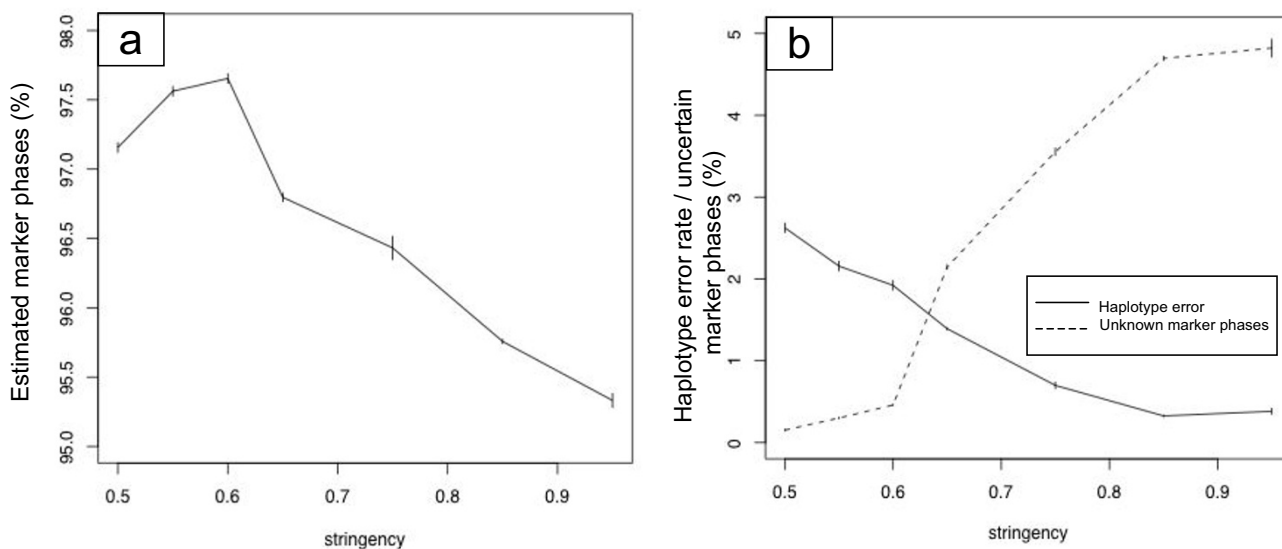 a
Estimated marker phases (%)
98.0
97.5
97.0
96.5
96.0
95.5
95.0
0.5 0.6 0.7 0.8 0.9
stringency
b
Haplotype error rate / uncertain
marker phases (%)
5
4
3
2
1
0
Haplotype error
Unknown marker phases
0.5 0.6 0.7 0.8 0.9
stringency